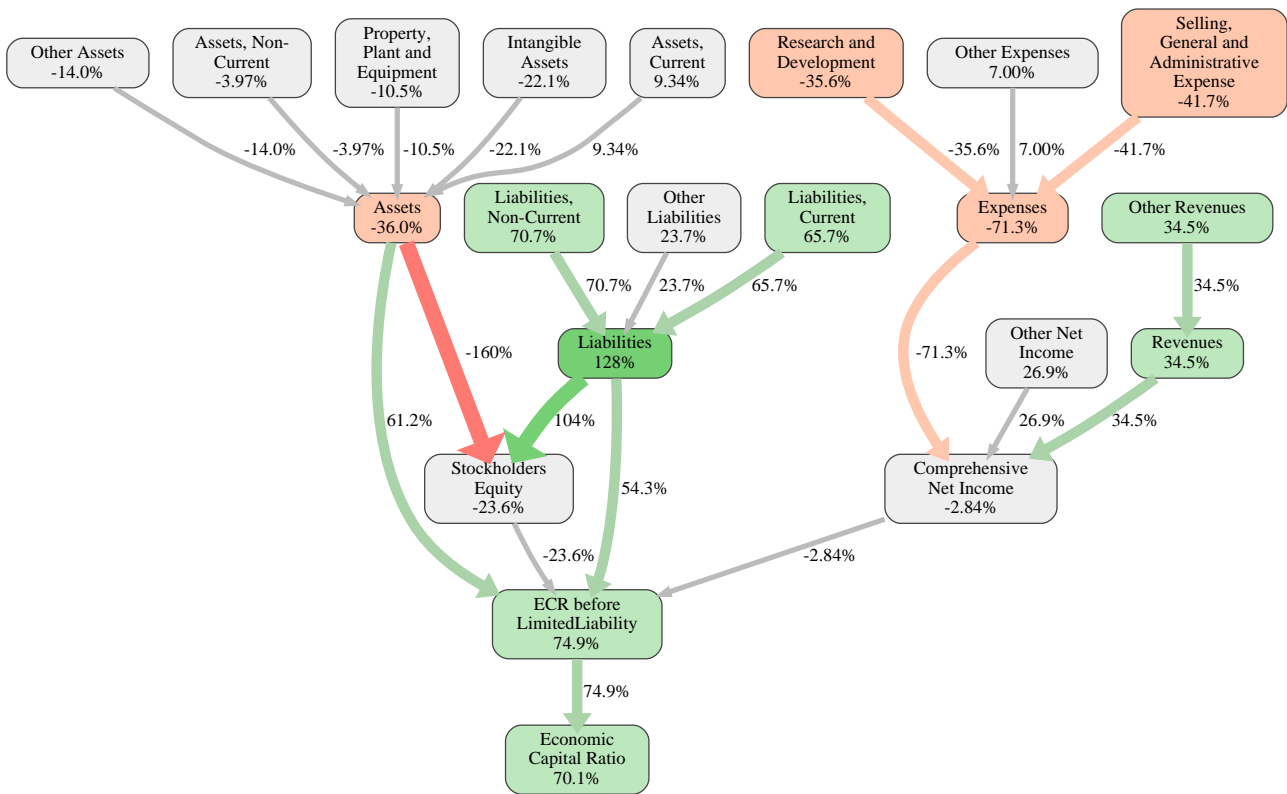 Other Assets
-14.0%
Assets, Non-
Current
-3.97%
Property,
Plant and
Equipment
-10.5%
Intangible
Assets
-22.1%
Assets,
Current
9.34%
Research and
Development
-35.6%
Other Expenses
7.00%
Selling,
General and
Administrative
Expense
-41.7%
-14.0%
-3.97%
-10.5%
-22.1%
9.34%
-35.6%
7.00%
-41.7%
Assets
-36.0%
Liabilities,
Non-Current
70.7%
Other
Liabilities
23.7%
Liabilities,
Current
65.7%
Expenses
-71.3%
Other Revenues
34.5%
70.7%
23.7%
65.7%
34.5%
-160%
Liabilities
128%
-71.3%
Other Net
Income
26.9%
Revenues
34.5%
61.2%
104%
26.9%
34.5%
Stockholders
Equity
-23.6%
54.3%
Comprehensive
Net Income
-2.84%
-23.6%
-2.84%
ECR before
LimitedLiability
74.9%
74.9%
Economic
Capital Ratio
70.1%